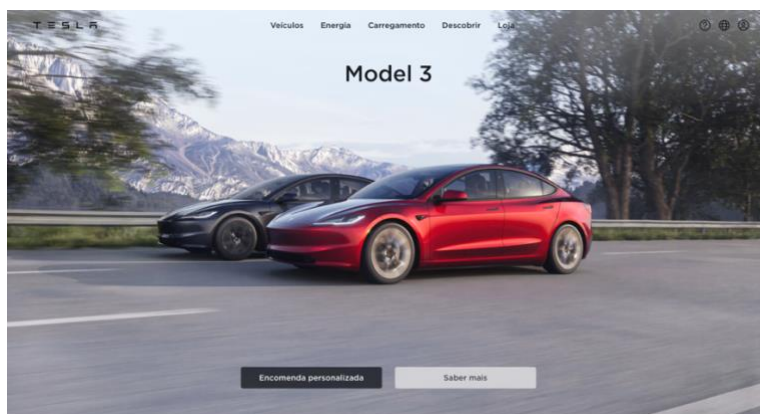 TESLA
Veículos Energia Carregamento Descobrir Loja
Model 3
Encomenda personalizada Saber mais